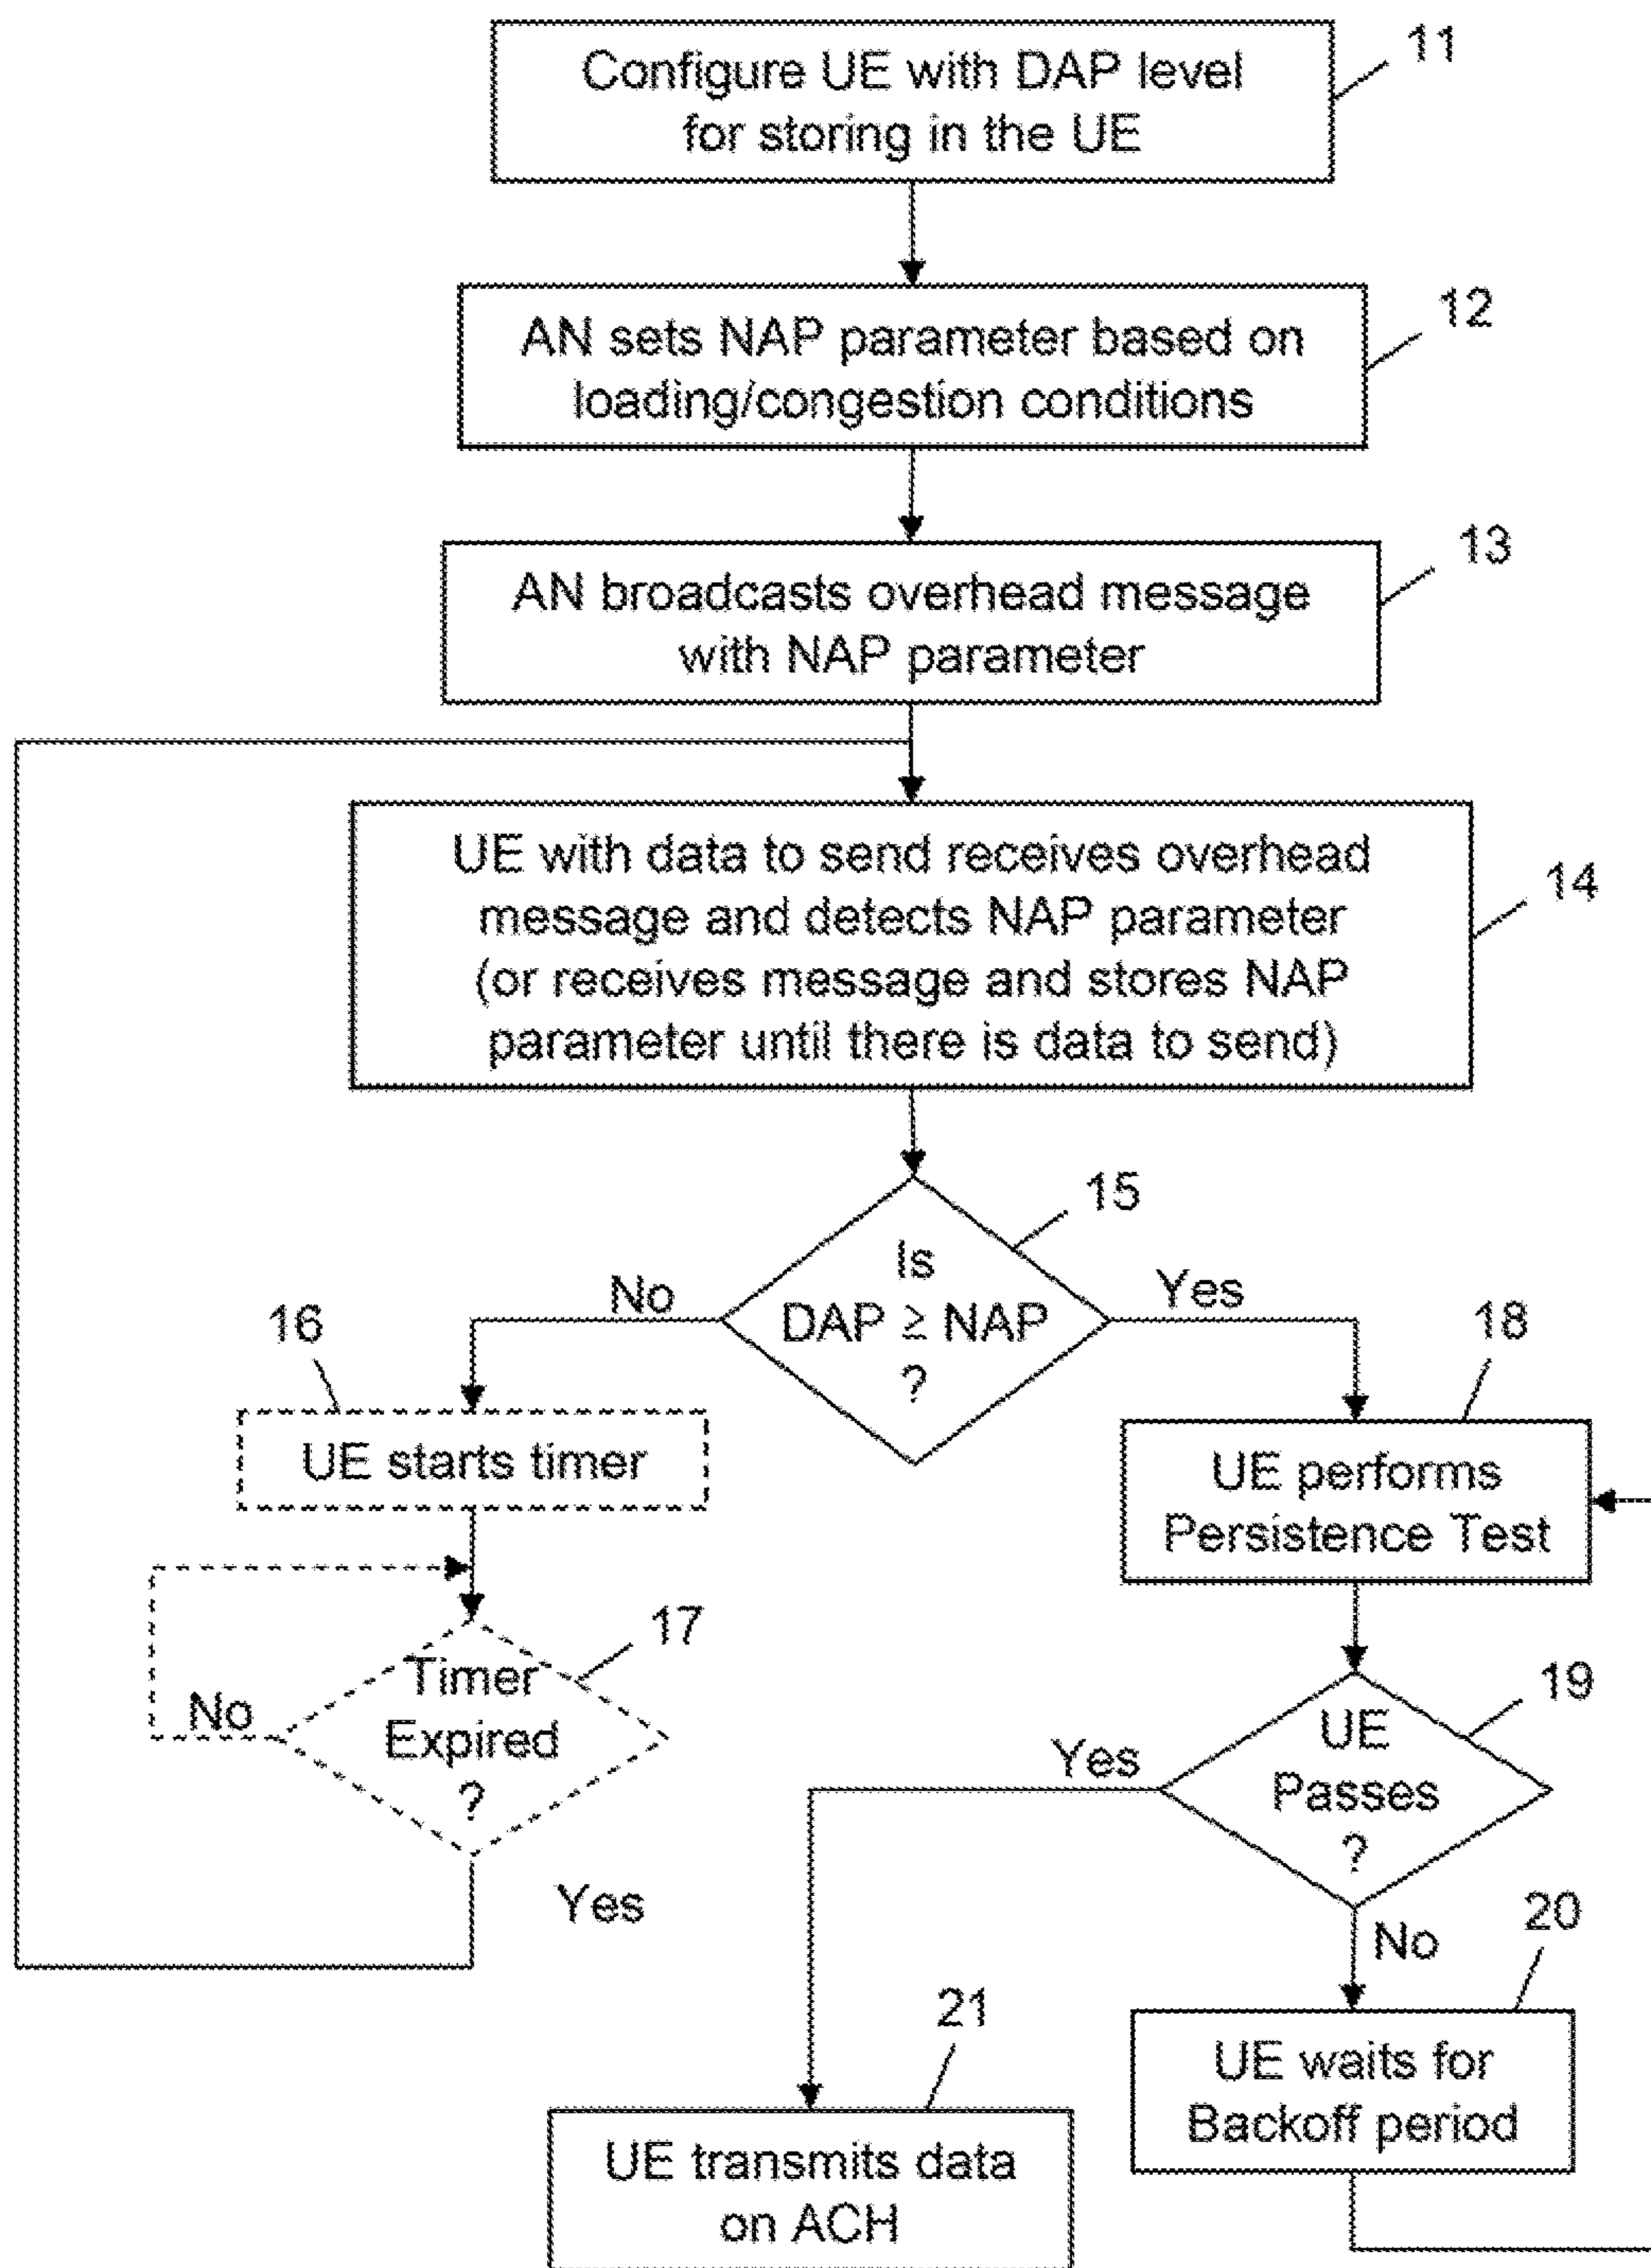 Configure UE with DAP level
for storing in the UE
11
AN sets NAP parameter based on
loading/congestion conditions
12
AN broadcasts overhead message
with NAP parameter
13
UE with data to send receives overhead
message and detects NAP parameter
(or receives message and stores NAP
parameter until there is data to send)
14
Is
DAP ≥ NAP
?
15
No
Yes
16
UE starts timer
18
UE performs
Persistence Test
17
Timer
Expired
?
No
Yes
19
UE
Passes
?
Yes
No
20
UE waits for
Backoff period
21
UE transmits data
on ACH